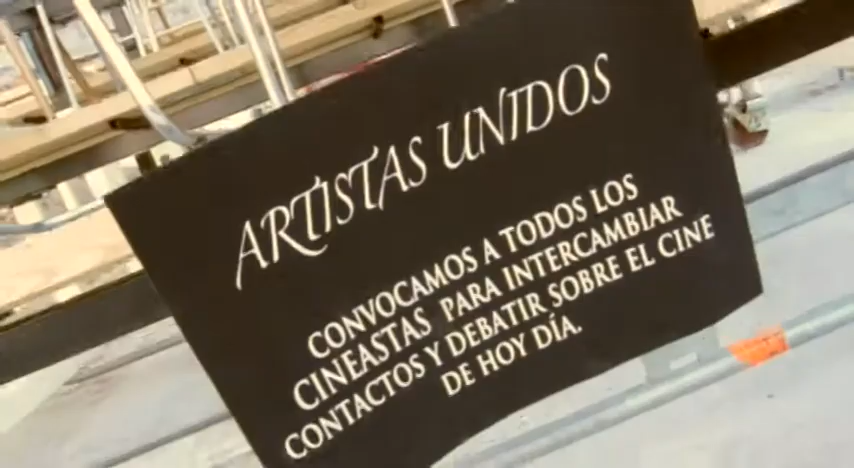 ARTISTAS UNIDOS
CONVOCAMOS A TODOS LOS
CINEASTAS PARA INTERCAMBIAR
CONTACTOS Y DEBATIR SOBRE EL CINE
DE HOY DÍA.